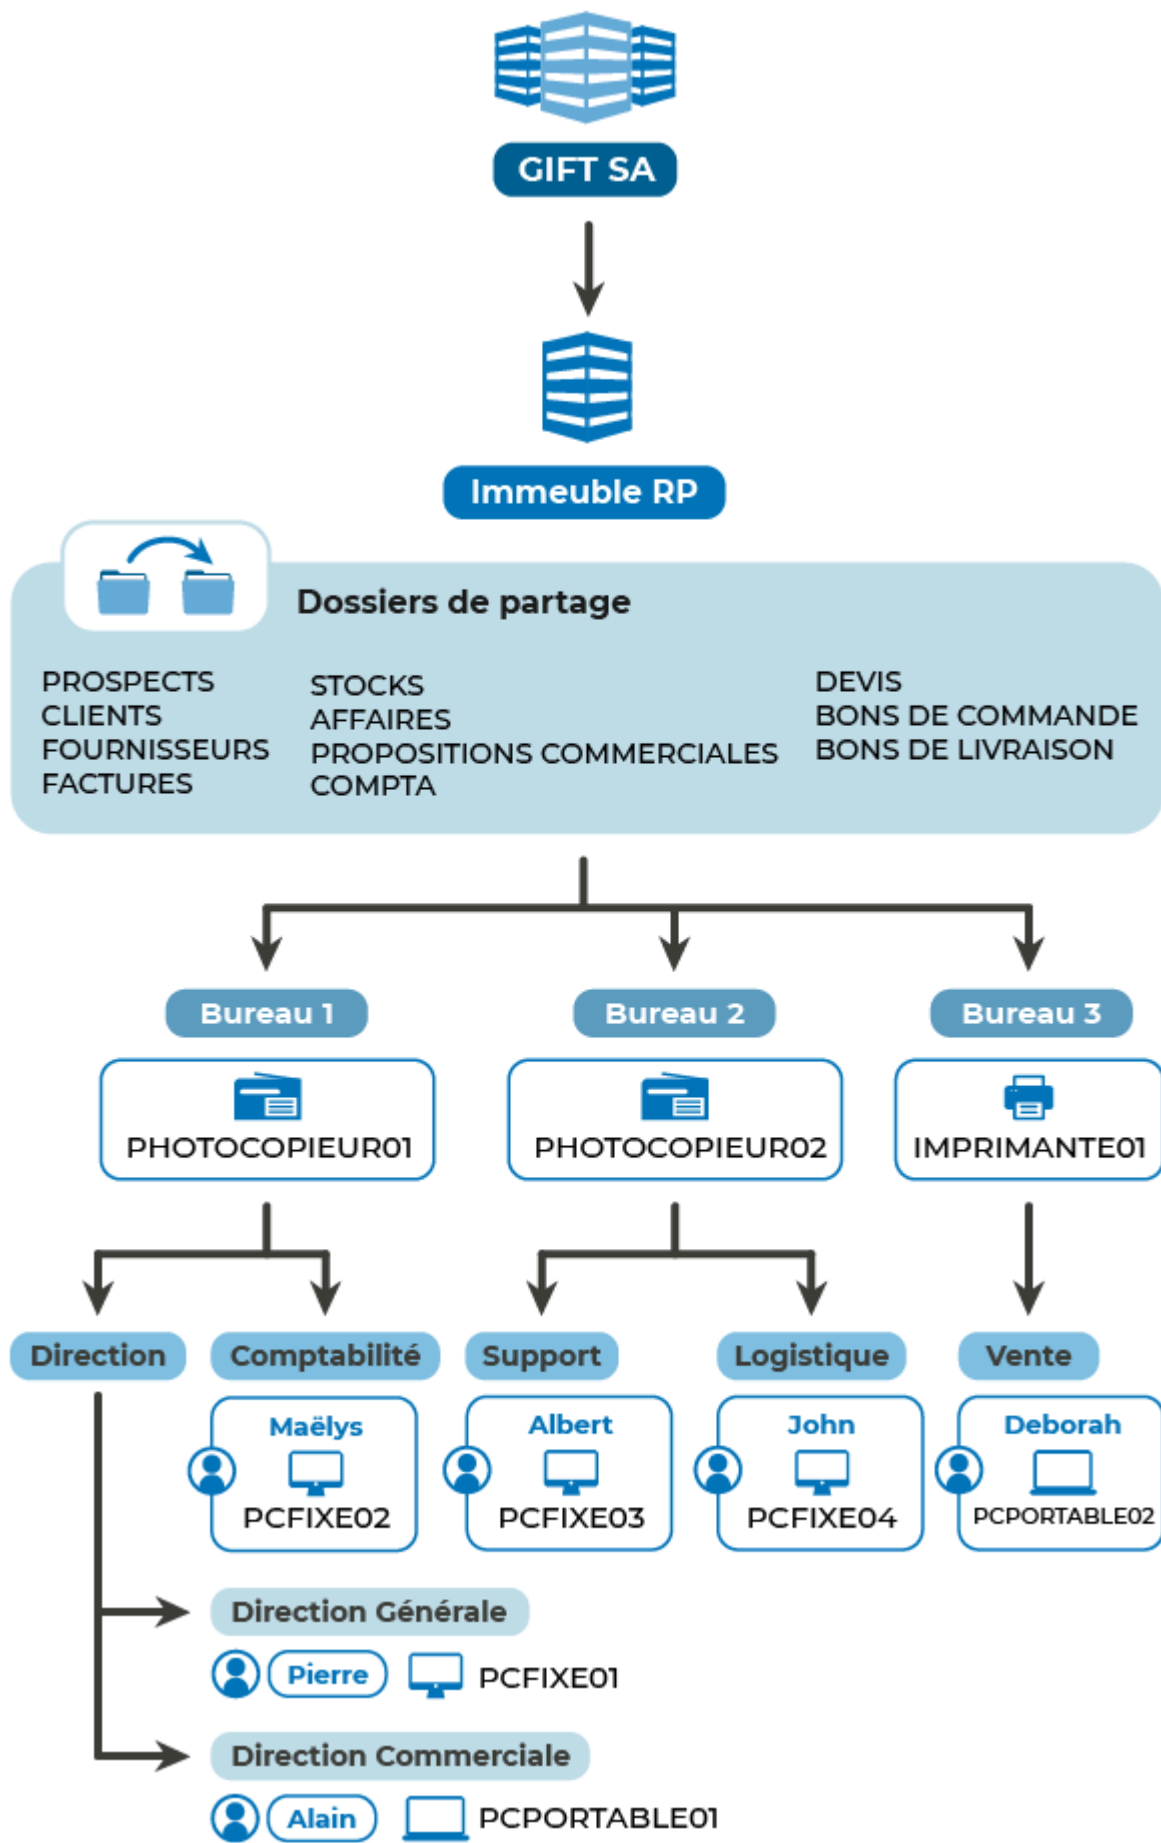 GIFT SA
Immeuble RP
Dossiers de partage
PROSPECTS
CLIENTS
FOURNISSEURS
FACTURES
STOCKS
AFFAIRES
PROPOSITIONS COMMERCIALES
COMPTA
DEVIS
BONS DE COMMANDE
BONS DE LIVRAISON
Bureau 1
PHOTOCOPIEUR01
Bureau 2
PHOTOCOPIEUR02
Bureau 3
IMPRIMANTE01
Direction
Comptabilité
Maëlys
PCFIXE02
Support
Albert
PCFIXE03
Logistique
John
PCFIXE04
Vente
Deborah
PCPORTABLE02
Direction Générale
Pierre
PCFIXE01
Direction Commerciale
Alain
PCPORTABLE01